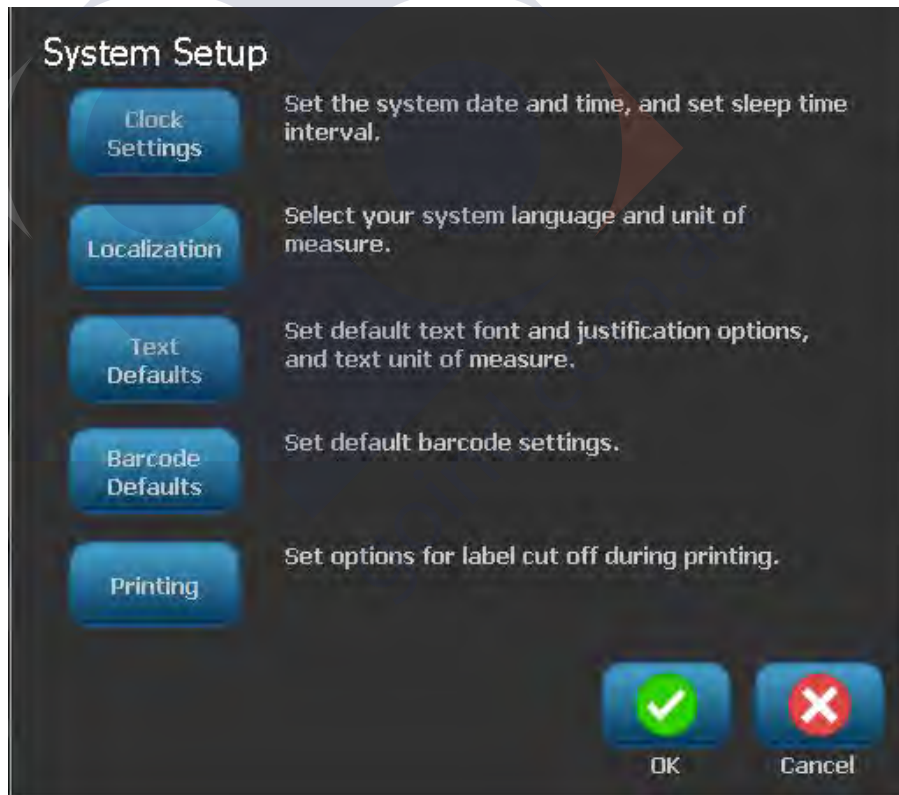 System Setup
Clock
Settings
Set the system date and time, and set sleep time
interval.
Localization
Select your system language and unit of
measure.
Text
Defaults
Set default text font and justification options,
and text unit of measure.
Barcode
Defaults
Set default barcode settings.
Printing
Set options for label cut off during printing.
OK
Cancel